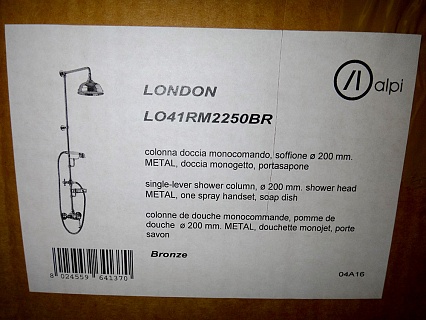 alpi
LONDON
LO41RM2250BR
colonna doccia monocomando, soffione ø 200 mm.
METAL, doccia monogetto, portasapone
single-lever shower column, ø 200 mm. shower head
METAL, one spray handset, soap dish
colonne de douche monocommande, pomme de
douche ø 200 mm. METAL, douchette monojet, porte
savon
Bronze
8 024559 641370
04A16